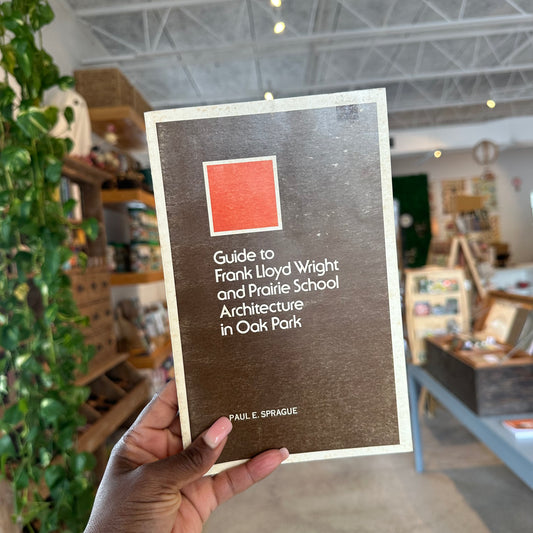 Guide to
Frank Lloyd Wright
and Prairie School
Architecture
in Oak Park
PAUL E. SPRAGUE